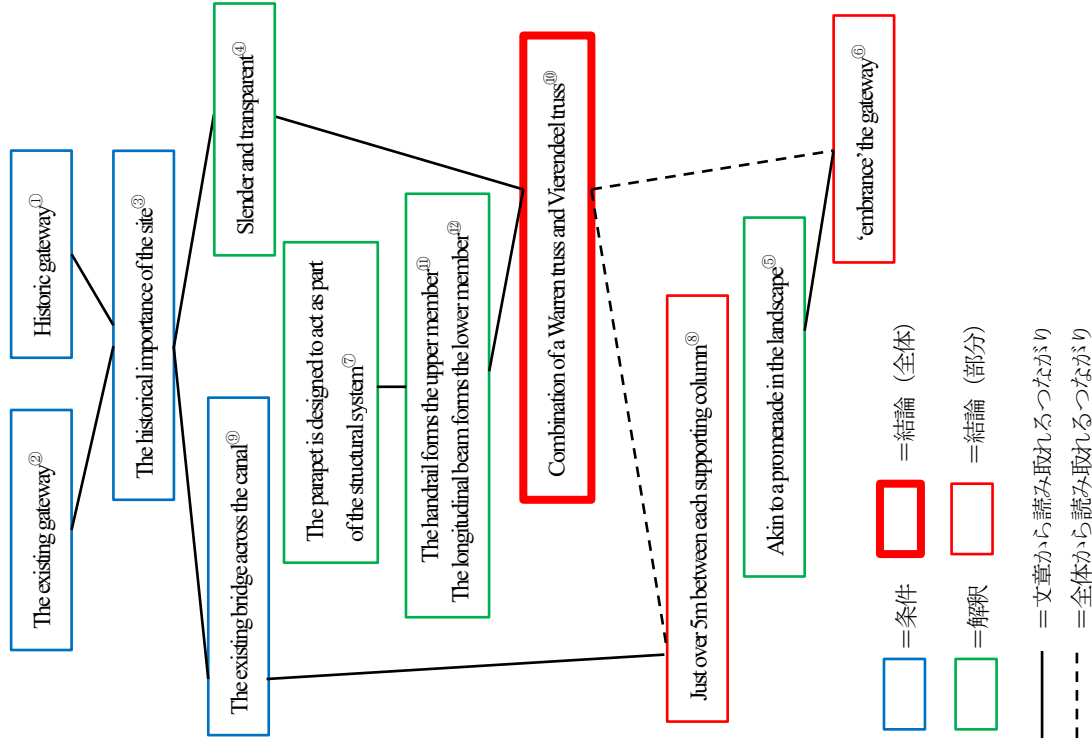 The existing gateway②
Historic gateway①
The historical importance of the site③
The existing bridge across the canal⑨
Slender and transparent④
The parapet is designed to act as part
of the structural system⑦
The handrail forms the upper member⑪
The longitudinal beam forms the lower member⑫
Combination of a Warren truss and Vierendeel truss⑩
Just over 5m between each supporting column⑧
Akin to a promenade in the landscape⑤
‘embrance’ the gateway⑥
＝条件
＝結論（全体）
＝解釈
＝結論（部分）
＝文章から読み取れるつながり
＝全体から読み取れるつながり